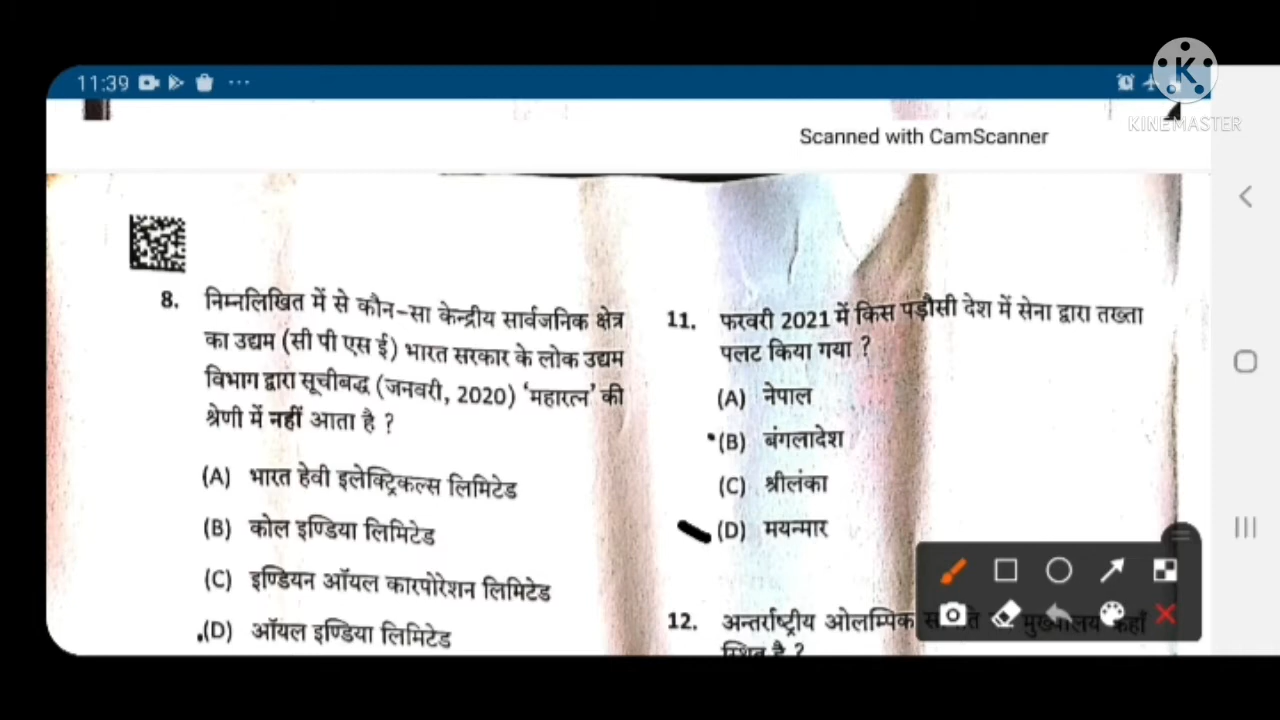 11:39
KINEMASTER
Scanned with CamScanner
8. निम्नलिखित में से कौन-सा केन्द्रीय सार्वजनिक क्षेत्र
का उद्यम (सी पी एस ई) भारत सरकार के लोक उद्यम
विभाग द्वारा सूचीबद्ध (जनवरी, 2020) ‘महारत्न’ की
श्रेणी में नहीं आता है ?
(A) भारत हेवी इलेक्ट्रिकल्स लिमिटेड
(B) कोल इण्डिया लिमिटेड
(C) इण्डियन ऑयल कारपोरेशन लिमिटेड
(D) ऑयल इण्डिया लिमिटेड
11. फरवरी 2021 में किस पड़ौसी देश में सेना द्वारा तख्ता
पलट किया गया ?
(A) नेपाल
(B) बंगलादेश
(C) श्रीलंका
(D) मयन्मार
12. अन्तर्राष्ट्रीय ओलम्पिक मुख्यालय कहाँ
स्थित है ?